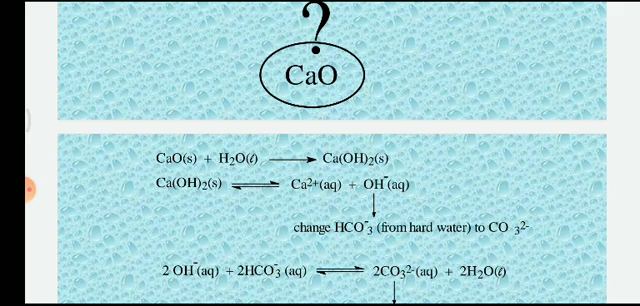 ?
CaO
CaO(s) + H2O(ℓ) ⟶ Ca(OH)2(s)
Ca(OH)2(s) ⇌ Ca2+(aq) + OH-(aq)
change HCO-3 (from hard water) to CO 32-
2 OH-(aq) + 2HCO-3 (aq) ⇌ 2CO32-(aq) + 2H2O(ℓ)